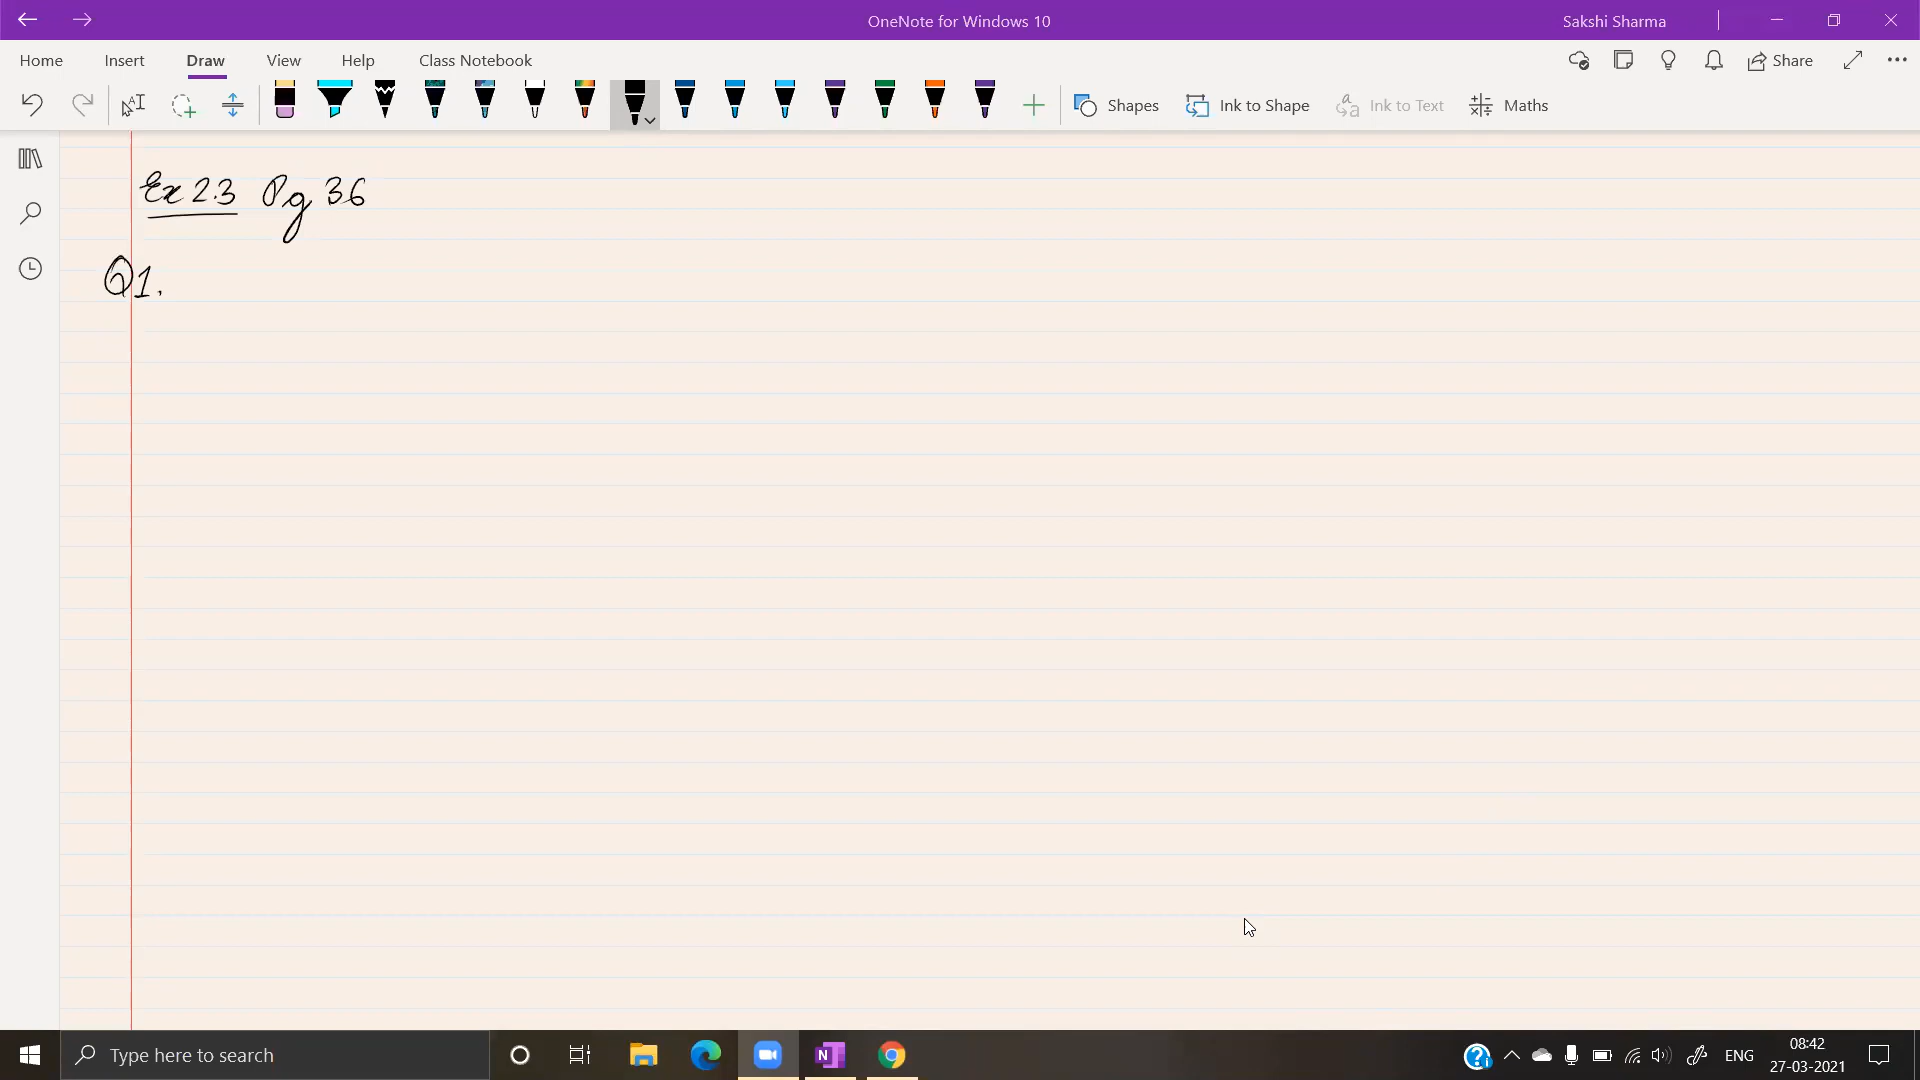 OneNote for Windows 10
Sakshi Sharma
Home Insert Draw View Help Class Notebook
Share
Shapes Ink to Shape Ink to Text Maths
Ex 2.3 Pg 36
Q1.
Type here to search
ENG
08:42
27-03-2021